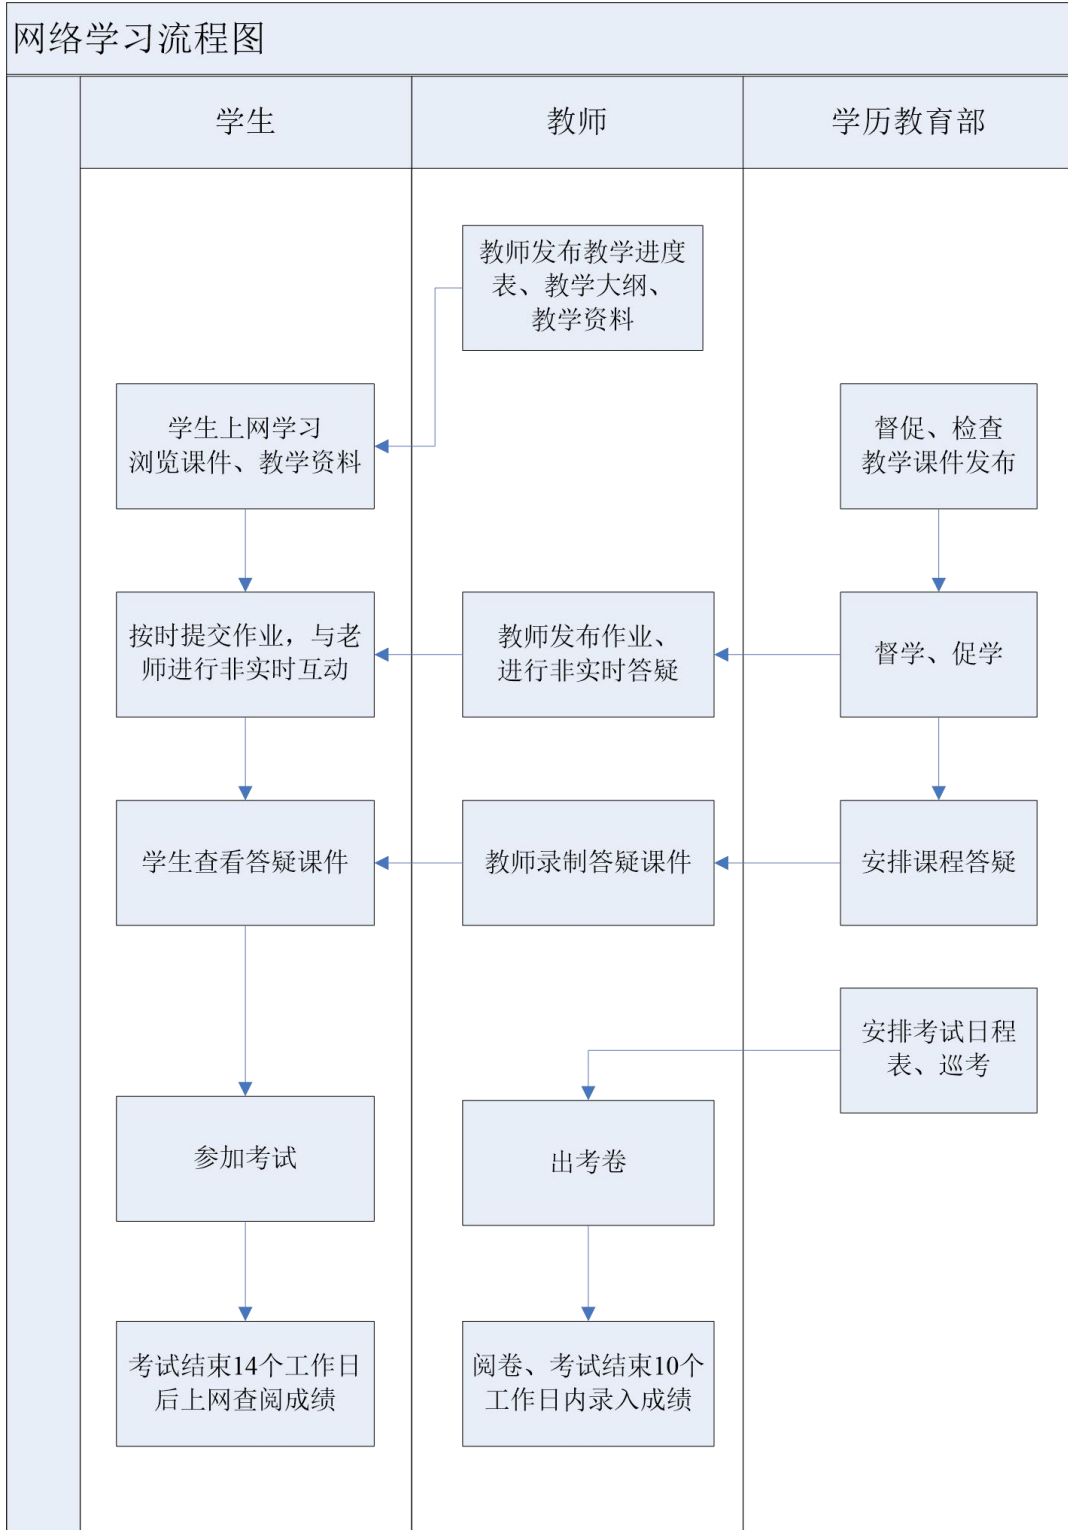 网络学习流程图
学生
教师
学历教育部
教师发布教学进度
表、教学大纲、
教学资料
学生上网学习
浏览课件、教学资料
督促、检查
教学课件发布
按时提交作业，与老
师进行非实时互动
教师发布作业、
进行非实时答疑
督学、促学
学生查看答疑课件
教师录制答疑课件
安排课程答疑
安排考试日程
表、巡考
参加考试
出考卷
考试结束14个工作日
后上网查阅成绩
阅卷、考试结束10个
工作日内录入成绩